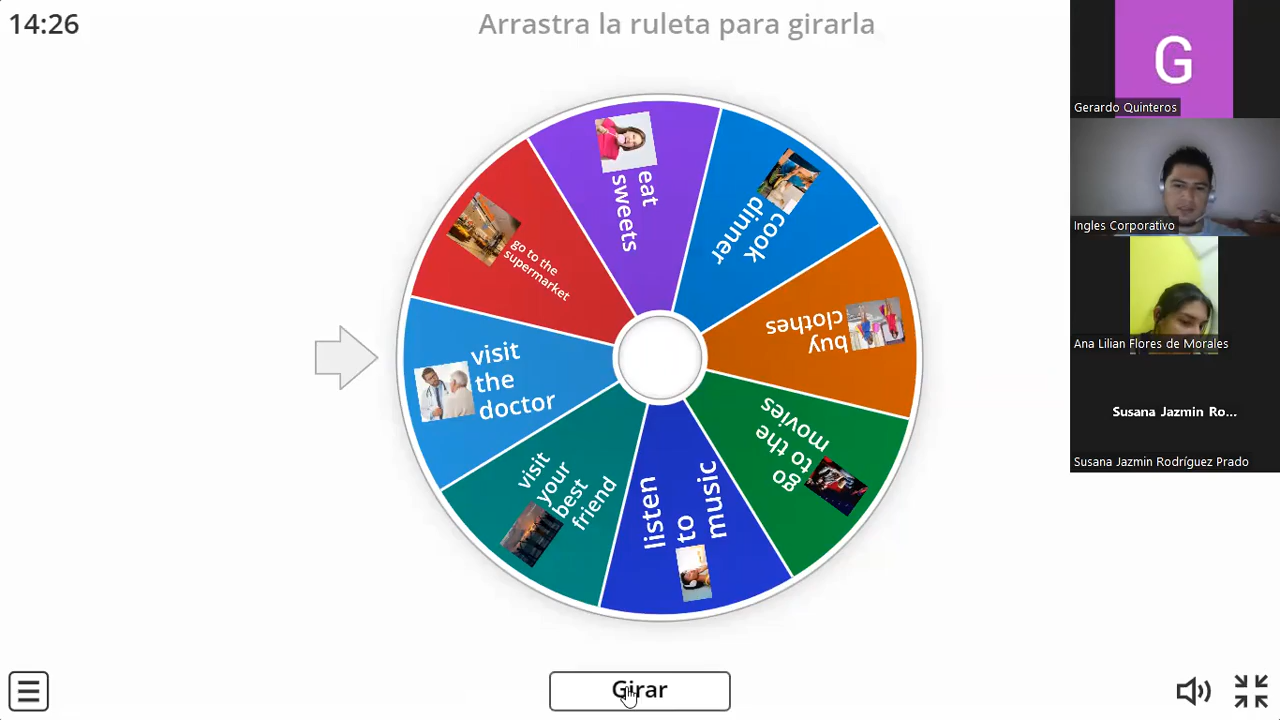 14:26
Arrastra la ruleta para girarla
eat
sweets
cook
dinner
buy
clothes
go
to the
movies
listen
to
music
visit
your
best
friend
visit
the
doctor
go to the
supermarket
Girar
G
Gerardo Quinteros
Ingles Corporativo
Ana Lilian Flores de Morales
Susana Jazmin Ro...
Susana Jazmin Rodríguez Prado